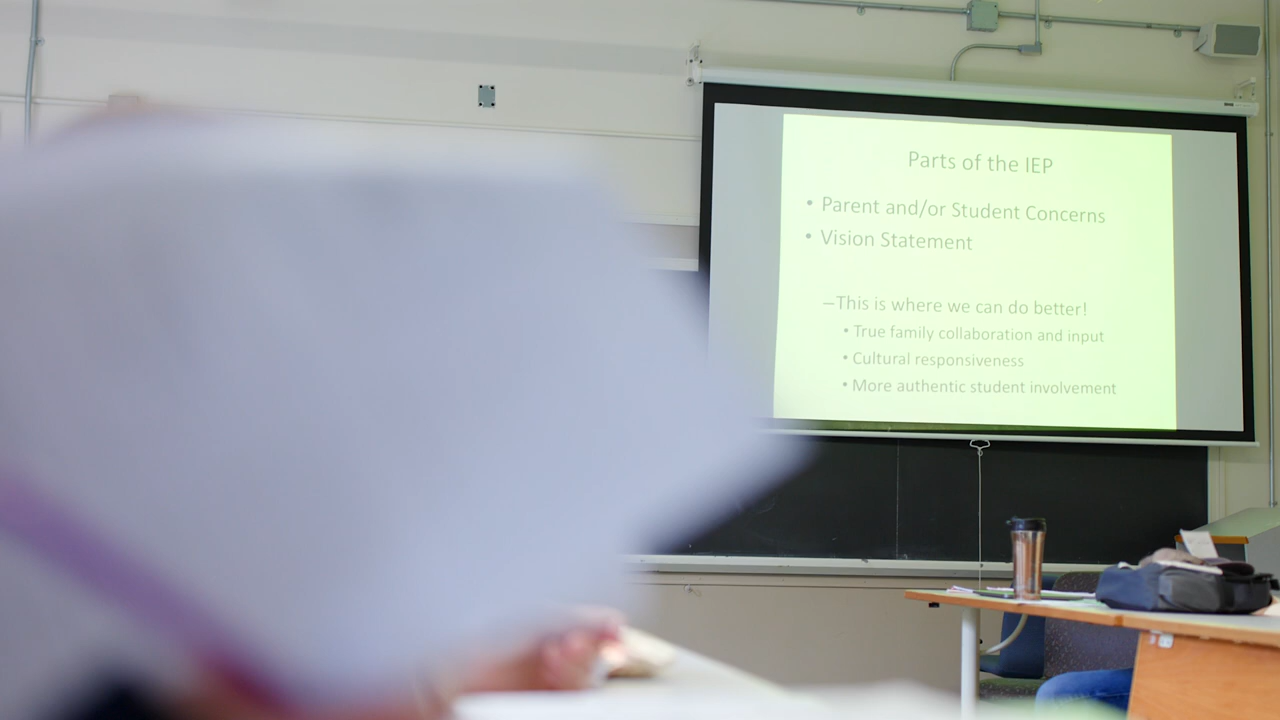 Parts of the IEP
• Parent and/or Student Concerns
• Vision Statement
–This is where we can do better!
• True family collaboration and input
• Cultural responsiveness
• More authentic student involvement